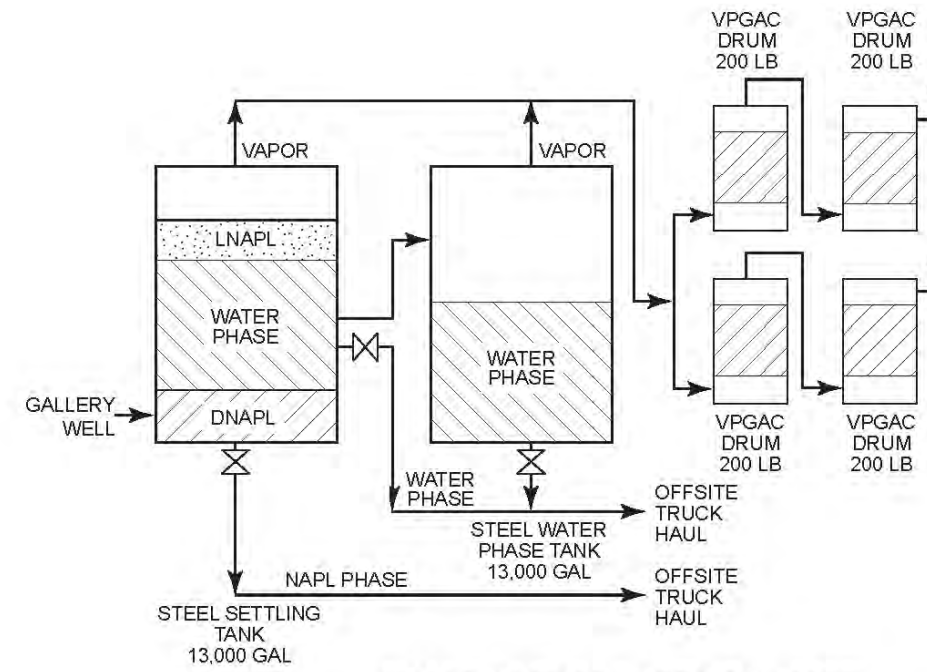 VPGAC
DRUM
200 LB
VPGAC
DRUM
200 LB
VAPOR
VAPOR
LNAPL
WATER
PHASE
WATER
PHASE
GALLERY
WELL
DNAPL
VPGAC
DRUM
200 LB
VPGAC
DRUM
200 LB
WATER
PHASE
OFFSITE
TRUCK
HAUL
STEEL WATER
PHASE TANK
13,000 GAL
NAPL PHASE
OFFSITE
TRUCK
HAUL
STEEL SETTLING
TANK
13,000 GAL